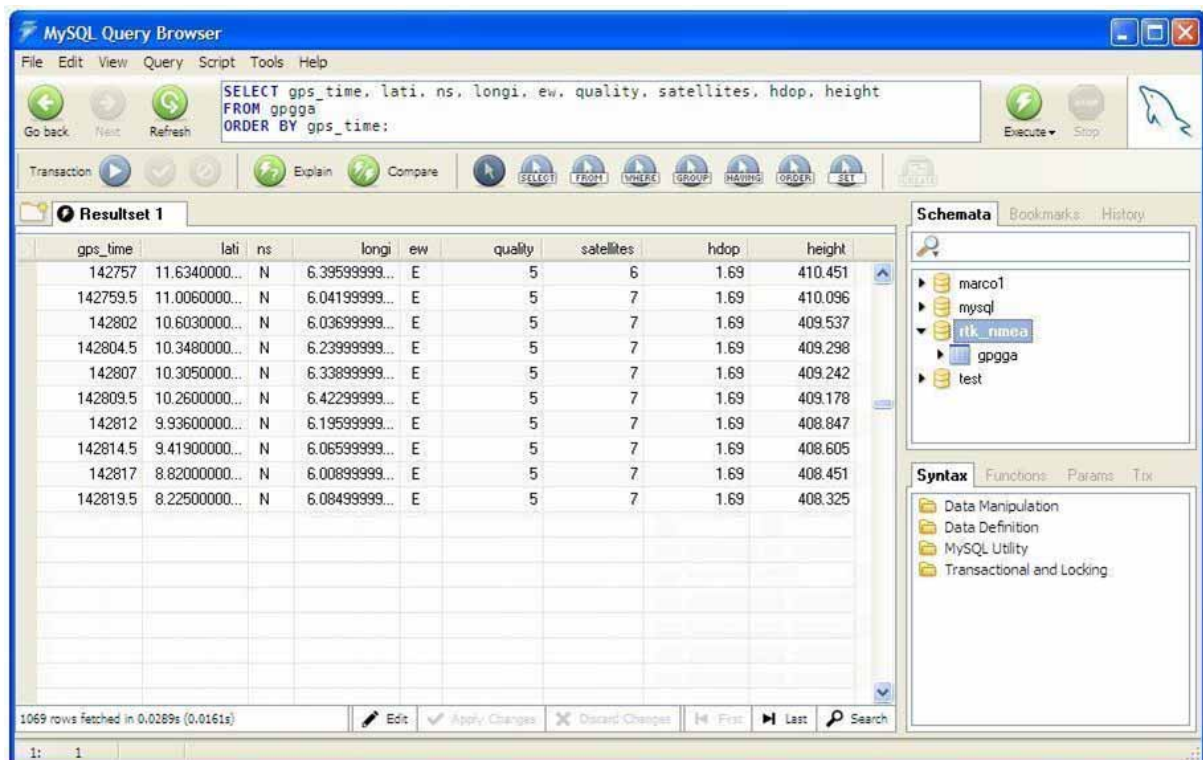 MySQL Query Browser
File Edit View Query Script Tools Help
SELECT gps_time, lati, ns, longi, ew, quality, satellites, hdop, height
FROM gpgga
ORDER BY gps_time;
Go back Next Refresh Execute Stop
Transaction Explain Compare SELECT FROM WHERE GROUP HAVING ORDER SET CREATE
Resultset 1
gps_time lati ns longi ew quality satellites hdop height
142757 11.6340000... N 6.39599999... E 5 6 1.69 410.451
142759.5 11.0060000... N 6.04199999... E 5 7 1.69 410.096
142802 10.6030000... N 6.03699999... E 5 7 1.69 409.537
142804.5 10.3480000... N 6.23999999... E 5 7 1.69 409.298
142807 10.3050000... N 6.33899999... E 5 7 1.69 409.242
142809.5 10.2600000... N 6.42299999... E 5 7 1.69 409.178
142812 9.93600000... N 6.19599999... E 5 7 1.69 408.847
142814.5 9.41900000... N 6.06599999... E 5 7 1.69 408.605
142817 8.82000000... N 6.00899999... E 5 7 1.69 408.451
142819.5 8.22500000... N 6.08499999... E 5 7 1.69 408.325
1069 rows fetched in 0.0289s (0.0161s) Edit Apply Changes Discard Changes First Last Search
1: 1
Schemata Bookmarks History
marco1
mysql
rtk_nmea
gpgga
test
Syntax Functions Params Trx
Data Manipulation
Data Definition
MySQL Utility
Transactional and Locking